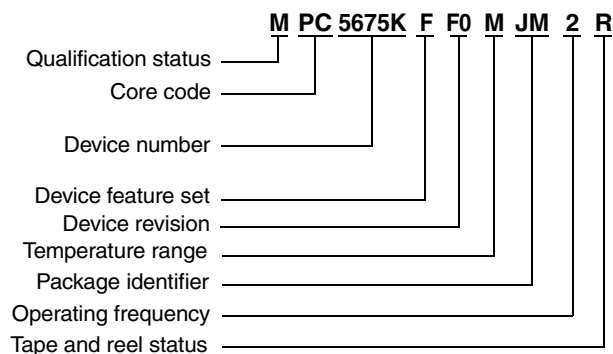 M PC 5675K F F0 M JM 2 R
Qualification status
Core code
Device number
Device feature set
Device revision
Temperature range
Package identifier
Operating frequency
Tape and reel status